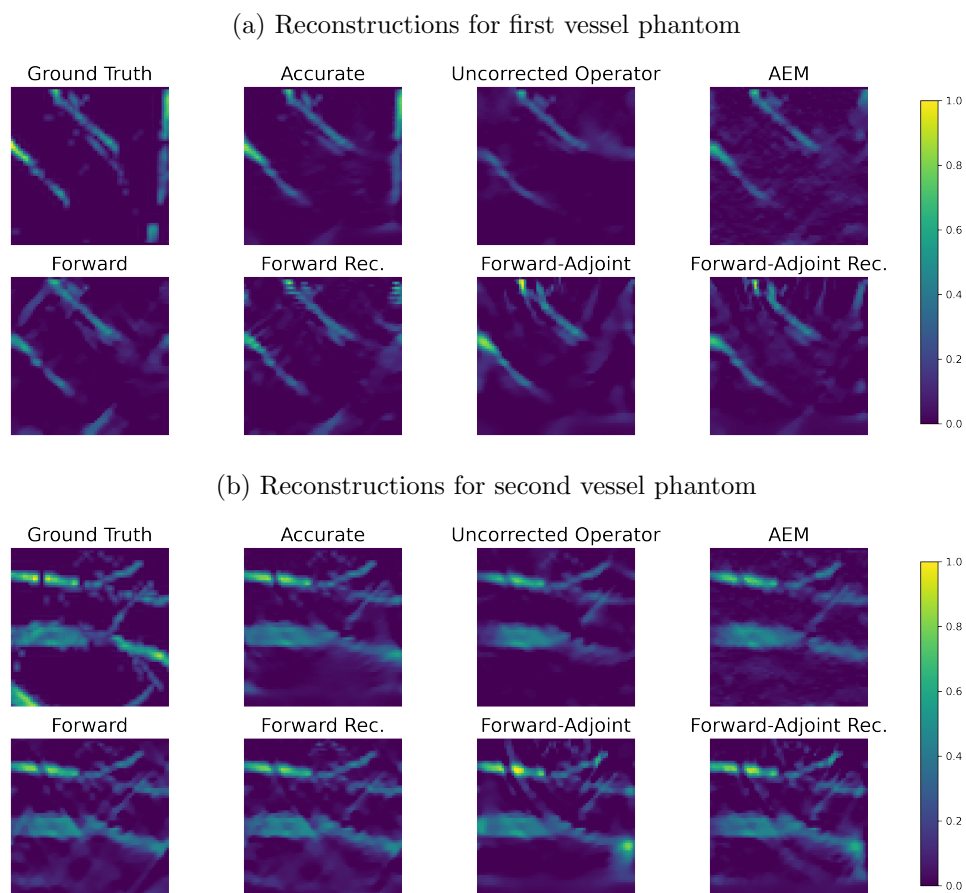 (a) Reconstructions for first vessel phantom
Ground Truth Accurate Uncorrected Operator AEM
1.0
0.8
0.6
Forward Forward Rec. Forward-Adjoint Forward-Adjoint Rec.
0.4
0.2
0.0
(b) Reconstructions for second vessel phantom
Ground Truth Accurate Uncorrected Operator AEM
1.0
0.8
0.6
Forward Forward Rec. Forward-Adjoint Forward-Adjoint Rec.
0.4
0.2
0.0